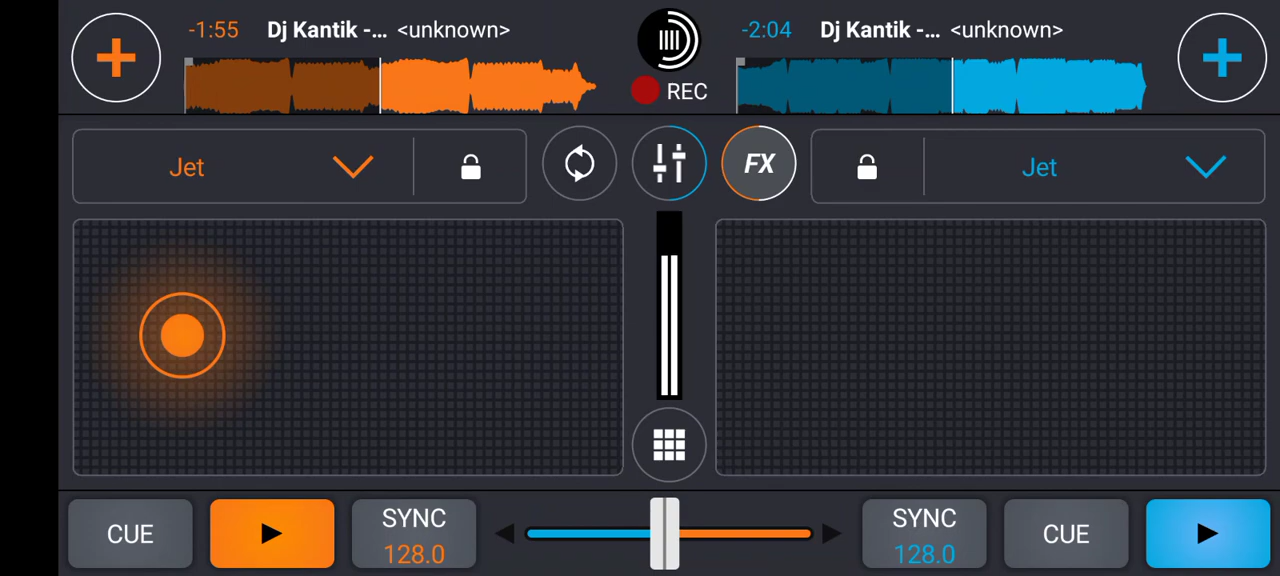 -1:55 Dj Kantik -... <unknown>
-2:04 Dj Kantik -... <unknown>
REC
Jet
FX
Jet
CUE
SYNC
128.0
SYNC
128.0
CUE